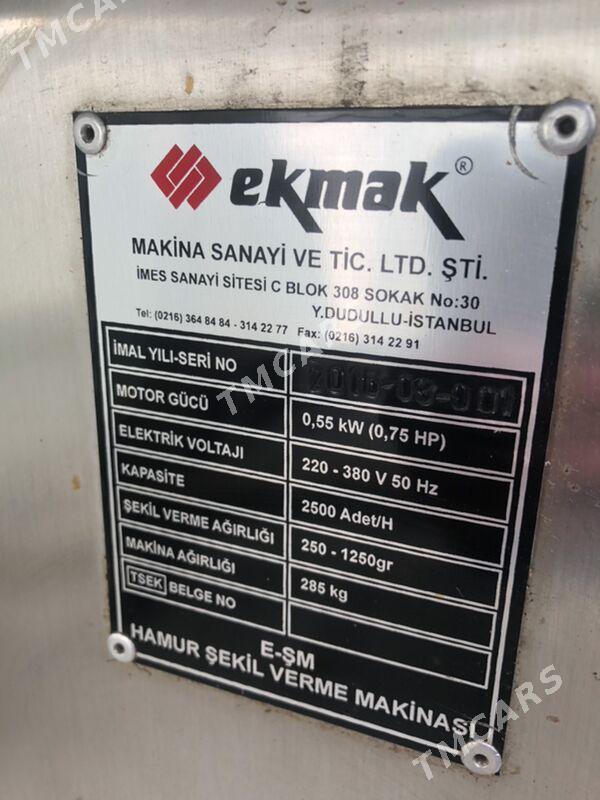 TMCARS
ekmak®
MAKİNA SANAYİ VE TİC. LTD. ŞTİ.
İMES SANAYİ SİTESİ C BLOK 308 SOKAK No:30
Y.DUDULLU-İSTANBUL
Tel: (0216) 364 84 84 - 314 22 77 Fax: (0216) 314 22 91
İMAL YILI-SERİ NO
MOTOR GÜCÜ 0,55 kW (0,75 HP)
ELEKTRİK VOLTAJI 220 - 380 V 50 Hz
KAPASİTE 2500 Adet/H
ŞEKİL VERME AĞIRLIĞI 250 - 1250gr
MAKİNA AĞIRLIĞI 285 kg
TSEK BELGE NO
E-ŞM
HAMUR ŞEKİL VERME MAKİNASI
TMCARS
TMCARS